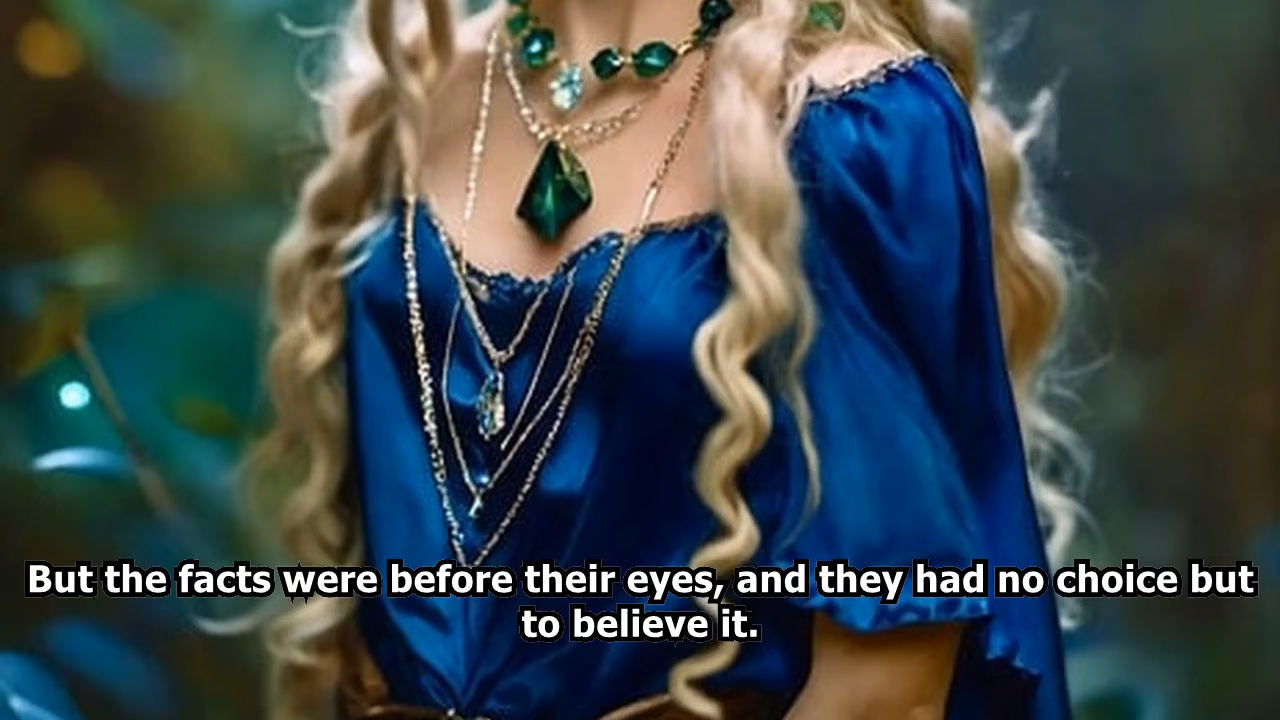 But the facts were before their eyes, and they had no choice but
to believe it.